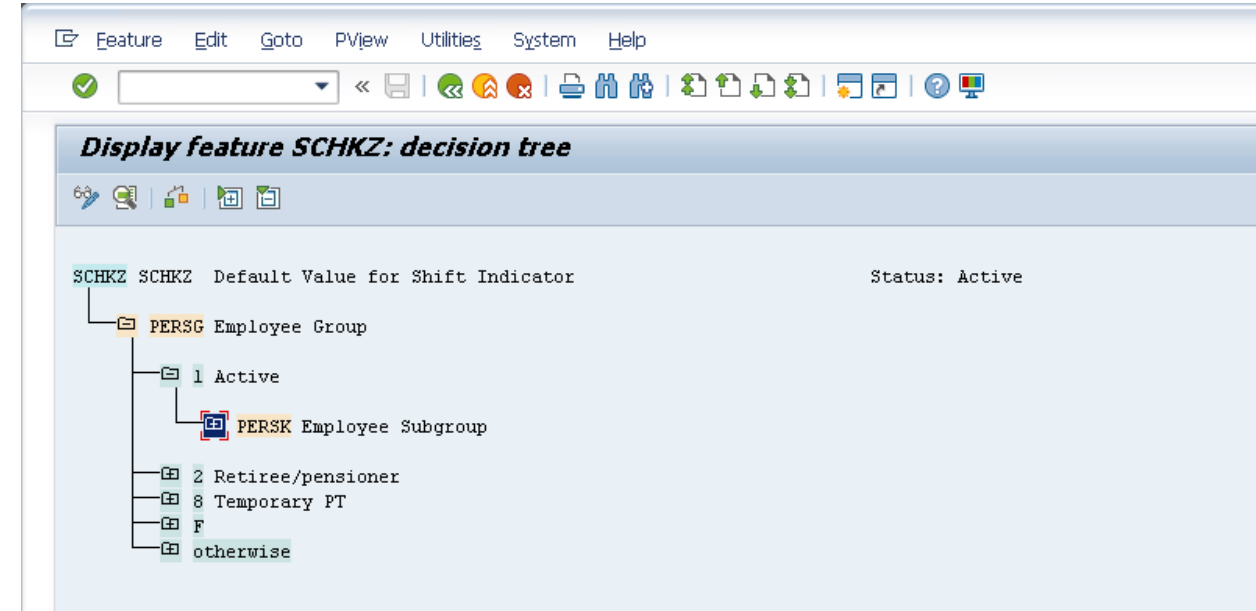 Feature Edit Goto PView Utilities System Help
Display feature SCHKZ: decision tree
SCHKZ SCHKZ Default Value for Shift Indicator Status: Active
PERSG Employee Group
1 Active
PERSK Employee Subgroup
2 Retiree/pensioner
8 Temporary PT
F
otherwise